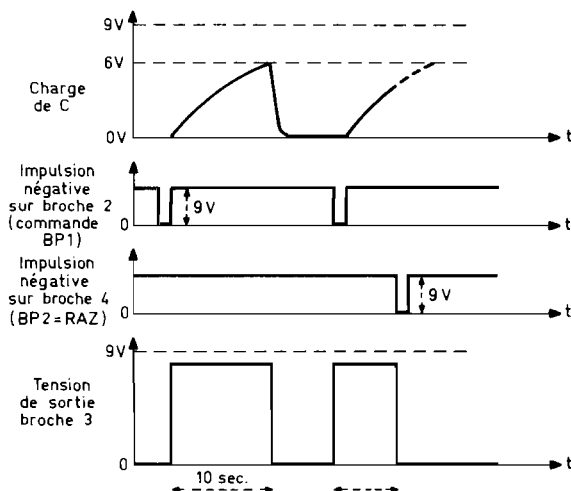 9V
6V
Charge
de C
0V
t
Impulsion
négative
sur broche 2
(commande
BP1)
9V
0
t
Impulsion
négative
sur broche 4
(BP2=RAZ)
9V
0
t
9V
Tension
de sortie
broche 3
0
t
10 sec.